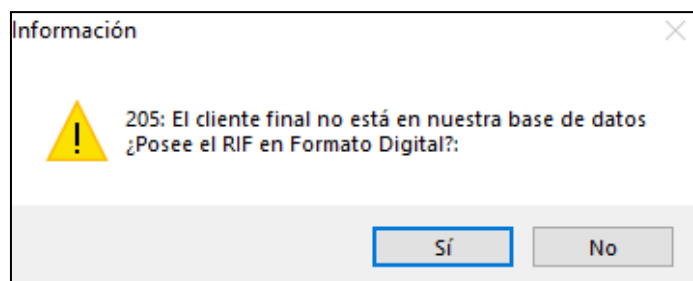 Información
205: El cliente final no está en nuestra base de datos
¿Posee el RIF en Formato Digital?:
Sí
No